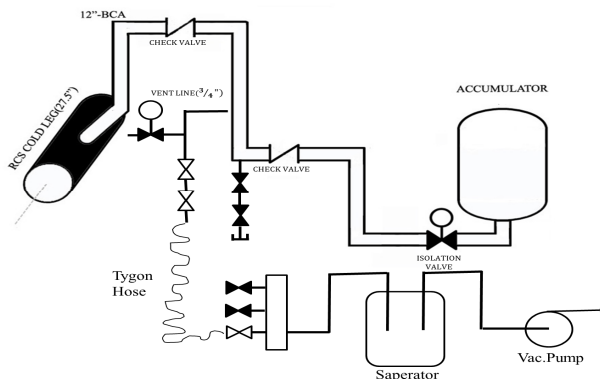 12”-BCA
CHECK VALVE
RCS COLD LEG(27.5”)
VENT LINE(3/4")
ACCUMULATOR
CHECK VALVE
ISOLATION
VALVE
Tygon
Hose
Saperator
Vac.Pump